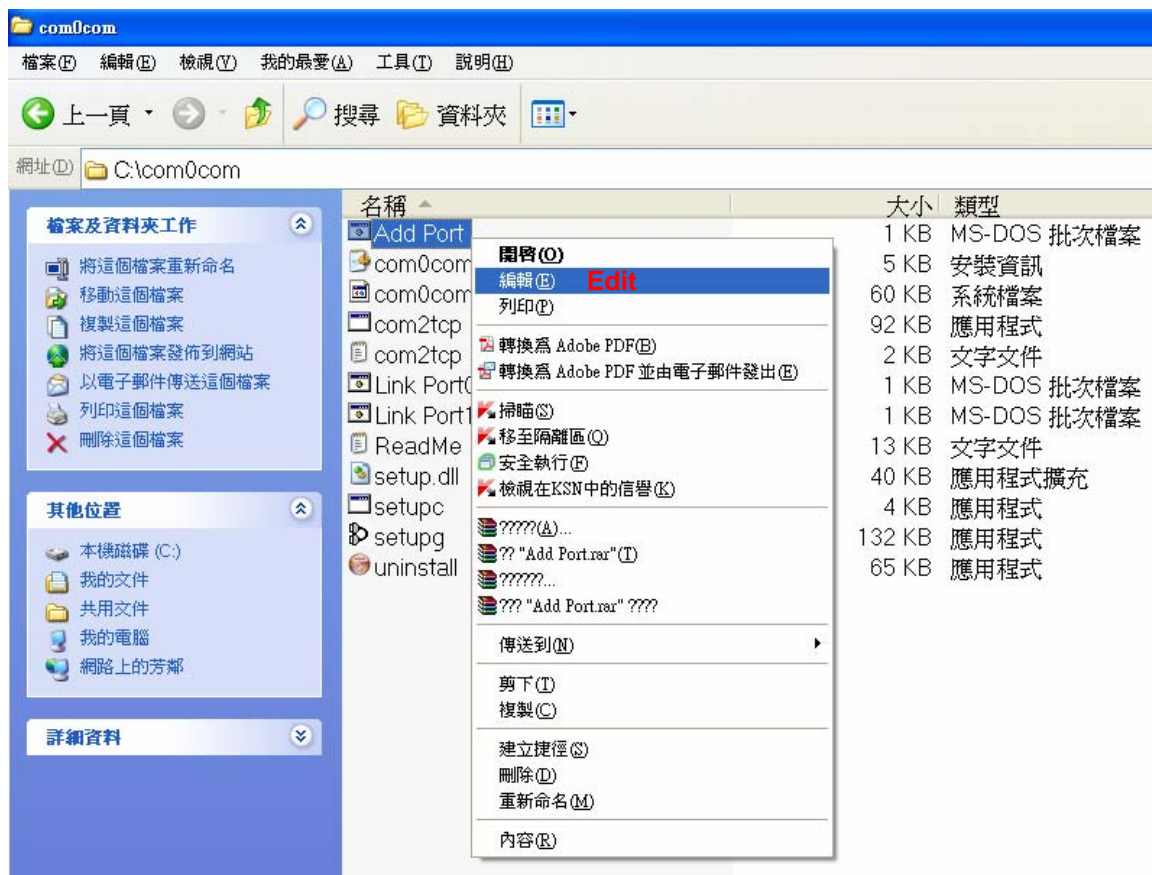 com0com
檔案(F) 編輯(E) 檢視(V) 我的最愛(A) 工具(T) 說明(H)
上一頁 搜尋 資料夾
網址(D) C:\com0com
檔案及資料夾工作
將這個檔案重新命名
移動這個檔案
複製這個檔案
將這個檔案發佈到網站
以電子郵件傳送這個檔案
列印這個檔案
刪除這個檔案
其他位置
本機磁碟 (C:)
我的文件
共用文件
我的電腦
網路上的芳鄰
詳細資料
名稱 大小 類型
Add Port 1 KB MS-DOS 批次檔案
com0com 5 KB 安裝資訊
com0com 60 KB 系統檔案
com2tcp 92 KB 應用程式
com2tcp 2 KB 文字文件
Link Port0 1 KB MS-DOS 批次檔案
Link Port1 1 KB MS-DOS 批次檔案
ReadMe 13 KB 文字文件
setup.dll 40 KB 應用程式擴充
setupc 4 KB 應用程式
setupg 132 KB 應用程式
uninstall 65 KB 應用程式
開啓(O)
編輯(E) Edit
列印(P)
轉換爲 Adobe PDF(B)
轉換爲 Adobe PDF 並由電子郵件發出(E)
掃瞄(S)
移至隔離區(Q)
安全執行(F)
檢視在KSN中的信譽(K)
?????(A)...
?? "Add Port.rar"(T)
??????...
??? "Add Port.rar" ????
傳送到(N)
剪下(T)
複製(C)
建立捷徑(S)
刪除(D)
重新命名(M)
內容(R)